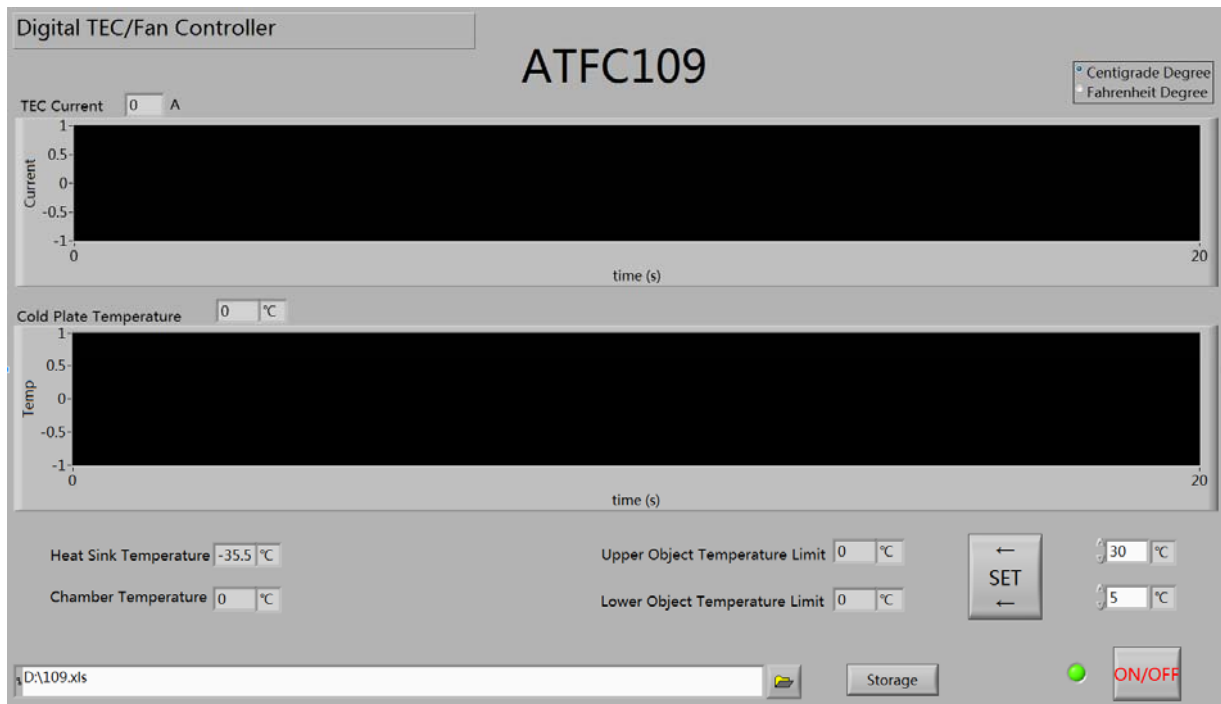 Digital TEC/Fan Controller
ATFC109
Centigrade Degree
Fahrenheit Degree
TEC Current 0 A
1
0.5
0
-0.5
-1
Current
0 20
time (s)
Cold Plate Temperature 0 ℃
1
0.5
0
-0.5
-1
Temp
0 20
time (s)
Heat Sink Temperature -35.5 ℃
Upper Object Temperature Limit 0 ℃
← SET ←
30 ℃
Chamber Temperature 0 ℃
Lower Object Temperature Limit 0 ℃
5 ℃
D:\109.xls
Storage
ON/OFF